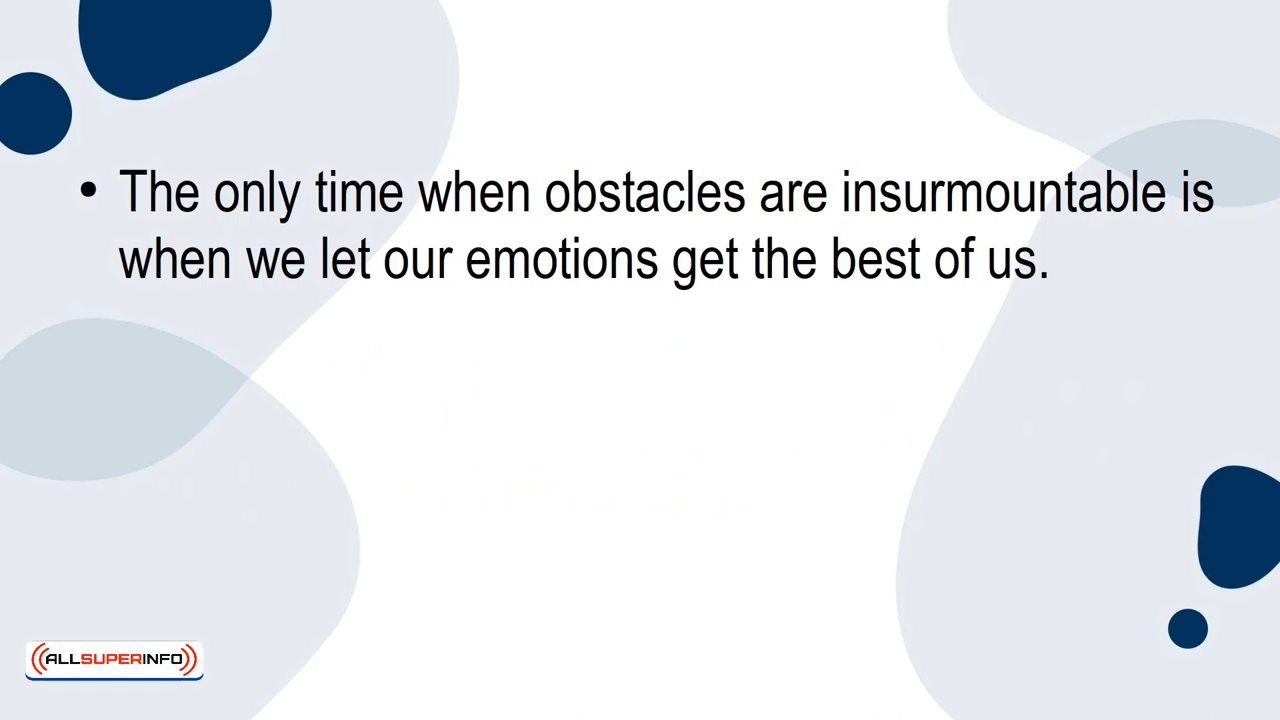 • The only time when obstacles are insurmountable is
when we let our emotions get the best of us.
ALLSUPERINFO